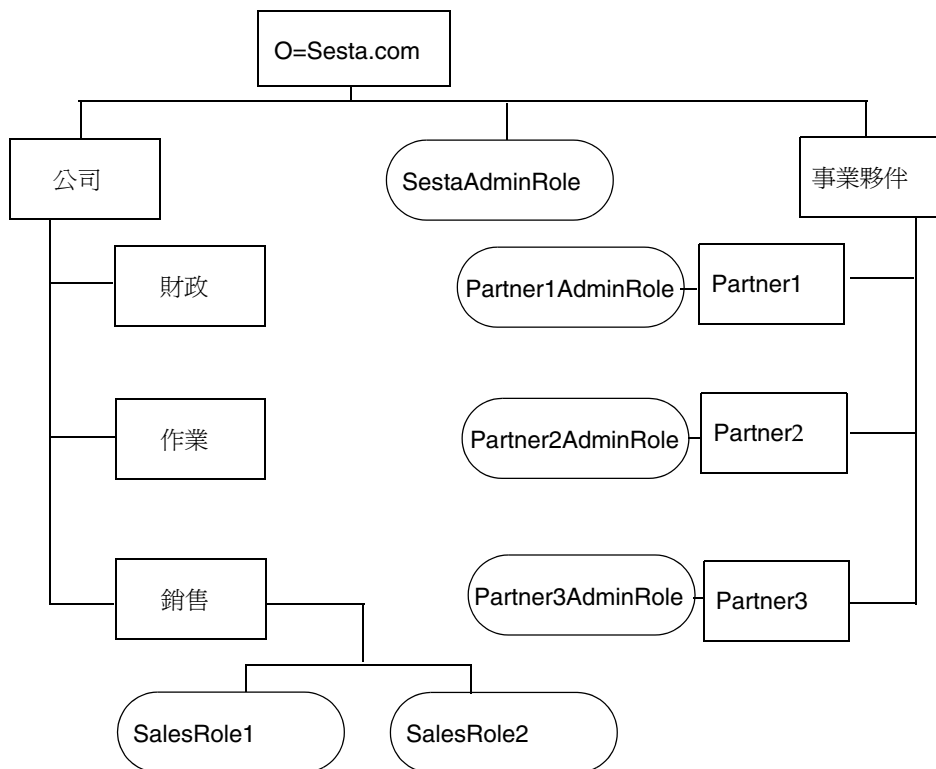 O=Sesta.com
公司
SestaAdminRole
事業夥伴
財政
Partner1AdminRole
Partner1
作業
Partner2AdminRole
Partner2
銷售
Partner3AdminRole
Partner3
SalesRole1
SalesRole2